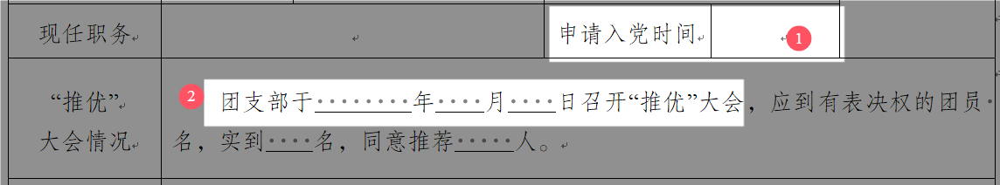 现任职务 申请入党时间 1
“推优”
大会情况
2 团支部于________年____月____日召开“推优”大会，应到有表决权的团员
名，实到____名，同意推荐_____人。